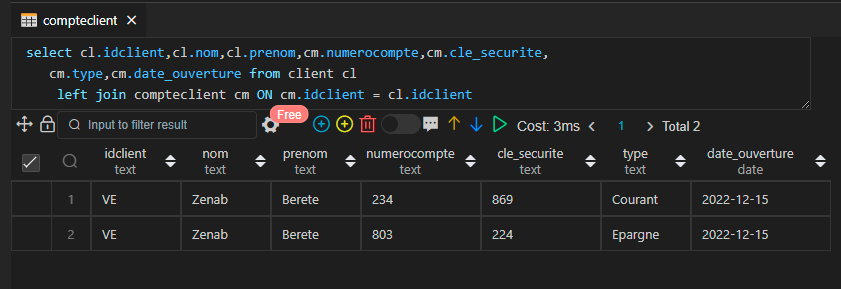 compteclient
select cl.idclient,cl.nom,cl.prenom,cm.numerocompte,cm.cle_securite,
cm.type,cm.date_ouverture from client cl
left join compteclient cm ON cm.idclient = cl.idclient
Free
Input to filter result Cost: 3ms 1 Total 2
idclient nom prenom numerocompte cle_securite type date_ouverture
text text text text text text date
1 VE Zenab Berete 234 869 Courant 2022-12-15
2 VE Zenab Berete 803 224 Epargne 2022-12-15